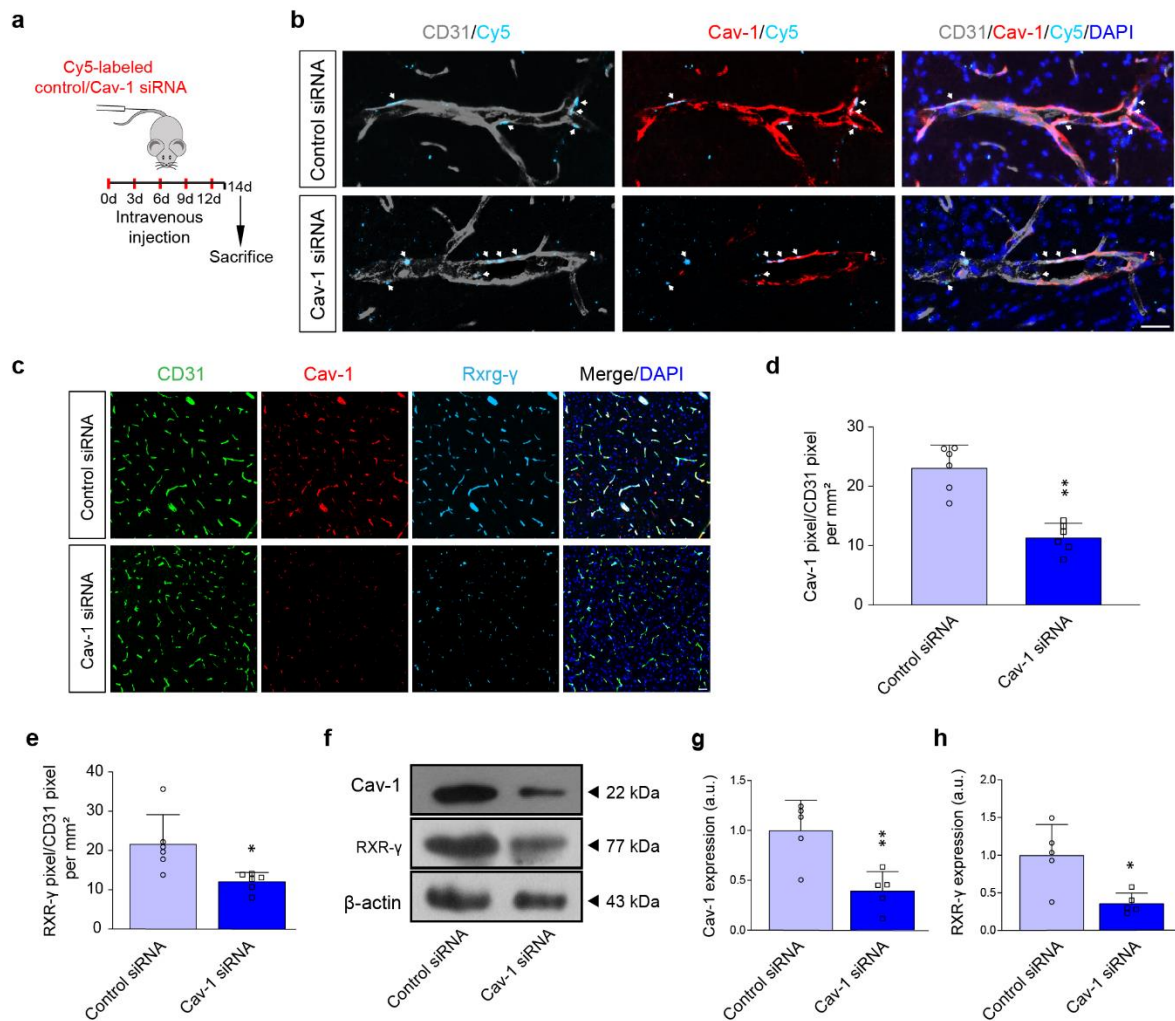 a
Cy5-labeled
control/Cav-1 siRNA
0d 3d 6d 9d 12d 14d
Intravenous
injection
Sacrifice
b
CD31/Cy5
Cav-1/Cy5
CD31/Cav-1/Cy5/DAPI
Control siRNA
Cav-1 siRNA
c
CD31
Cav-1
Rxrg-γ
Merge/DAPI
Control siRNA
Cav-1 siRNA
d
Cav-1 pixel/CD31 pixel
per mm²
30
20
10
0
**
Control siRNA
Cav-1 siRNA
e
RXR-γ pixel/CD31 pixel
per mm²
40
30
20
10
0
*
Control siRNA
Cav-1 siRNA
f
Cav-1
22 kDa
RXR-γ
77 kDa
β-actin
43 kDa
Control siRNA
Cav-1 siRNA
g
Cav-1 expression (a.u.)
1.5
1.0
0.5
0.0
**
Control siRNA
Cav-1 siRNA
h
RXR-γ expression (a.u.)
2.0
1.5
1.0
0.5
0.0
*
Control siRNA
Cav-1 siRNA